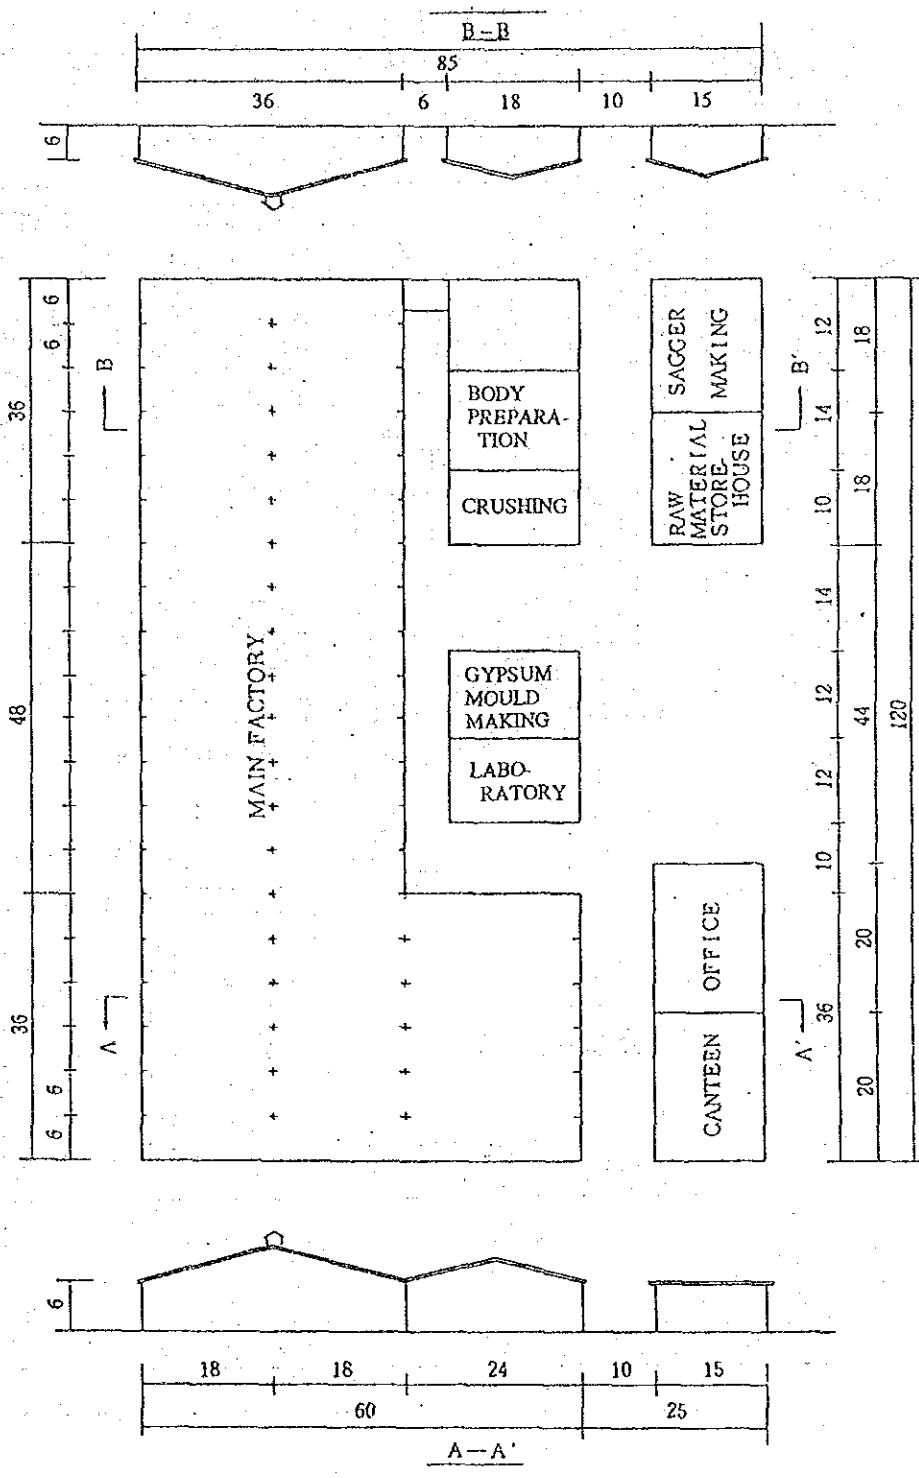 B-B
85
36 6 18 10 15
6
6
6
36
48
36
6
6
B
B'
A
A'
MAIN FACTORY
BODY
PREPARA-
TION
CRUSHING
GYPSUM
MOULD
MAKING
LABO-
RATORY
SAGGER
MAKING
RAW
MATERIAL
STORE-
HOUSE
OFFICE
CANTEEN
12
14
10
14
12
12
10
36
18
18
44
20
20
120
6
18 18 24 10 15
60 25
A-A'